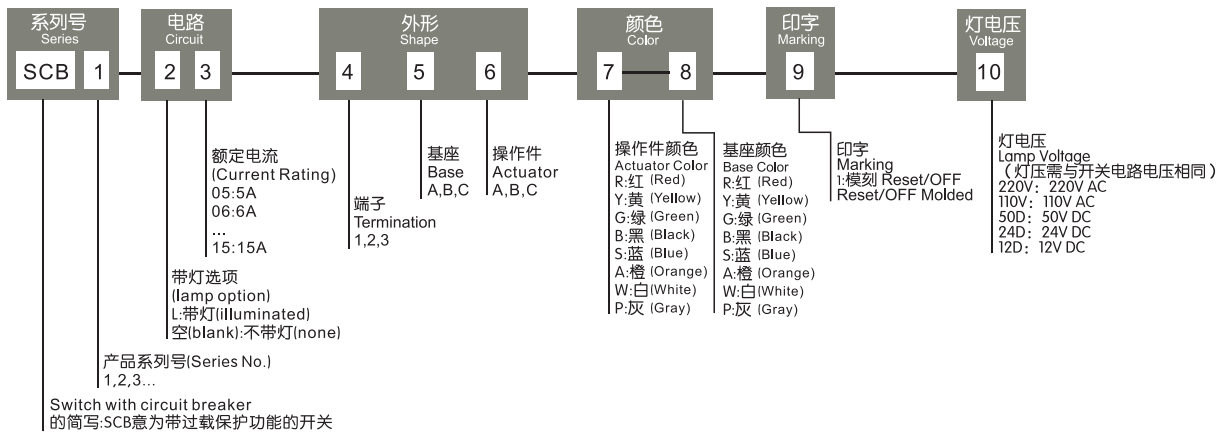 系列号
Series
SCB 1
电路
Circuit
2 3
外形
Shape
4 5 6
颜色
Color
7 8
印字
Marking
9
灯电压
Voltage
10
额定电流
(Current Rating)
05:5A
06:6A
...
15:15A
带灯选项
(lamp option)
L:带灯(illuminated)
空(blank):不带灯(none)
产品系列号(Series No.)
1,2,3...
Switch with circuit breaker
的简写:SCB意为带过载保护功能的开关
端子
Termination
1,2,3
基座
Base
A,B,C
操作件
Actuator
A,B,C
操作件颜色
Actuator Color
R:红 (Red)
Y:黄 (Yellow)
G:绿 (Green)
B:黑 (Black)
S:蓝 (Blue)
A:橙 (Orange)
W:白(White)
P:灰 (Gray)
基座颜色
Base Color
R:红 (Red)
Y:黄 (Yellow)
G:绿 (Green)
B:黑 (Black)
S:蓝 (Blue)
A:橙 (Orange)
W:白(White)
P:灰 (Gray)
印字
Marking
1:模刻 Reset/OFF
Reset/OFF Molded
灯电压
Lamp Voltage
（灯压需与开关电路电压相同）
220V：220V AC
110V：110V AC
50D：50V DC
24D：24V DC
12D：12V DC